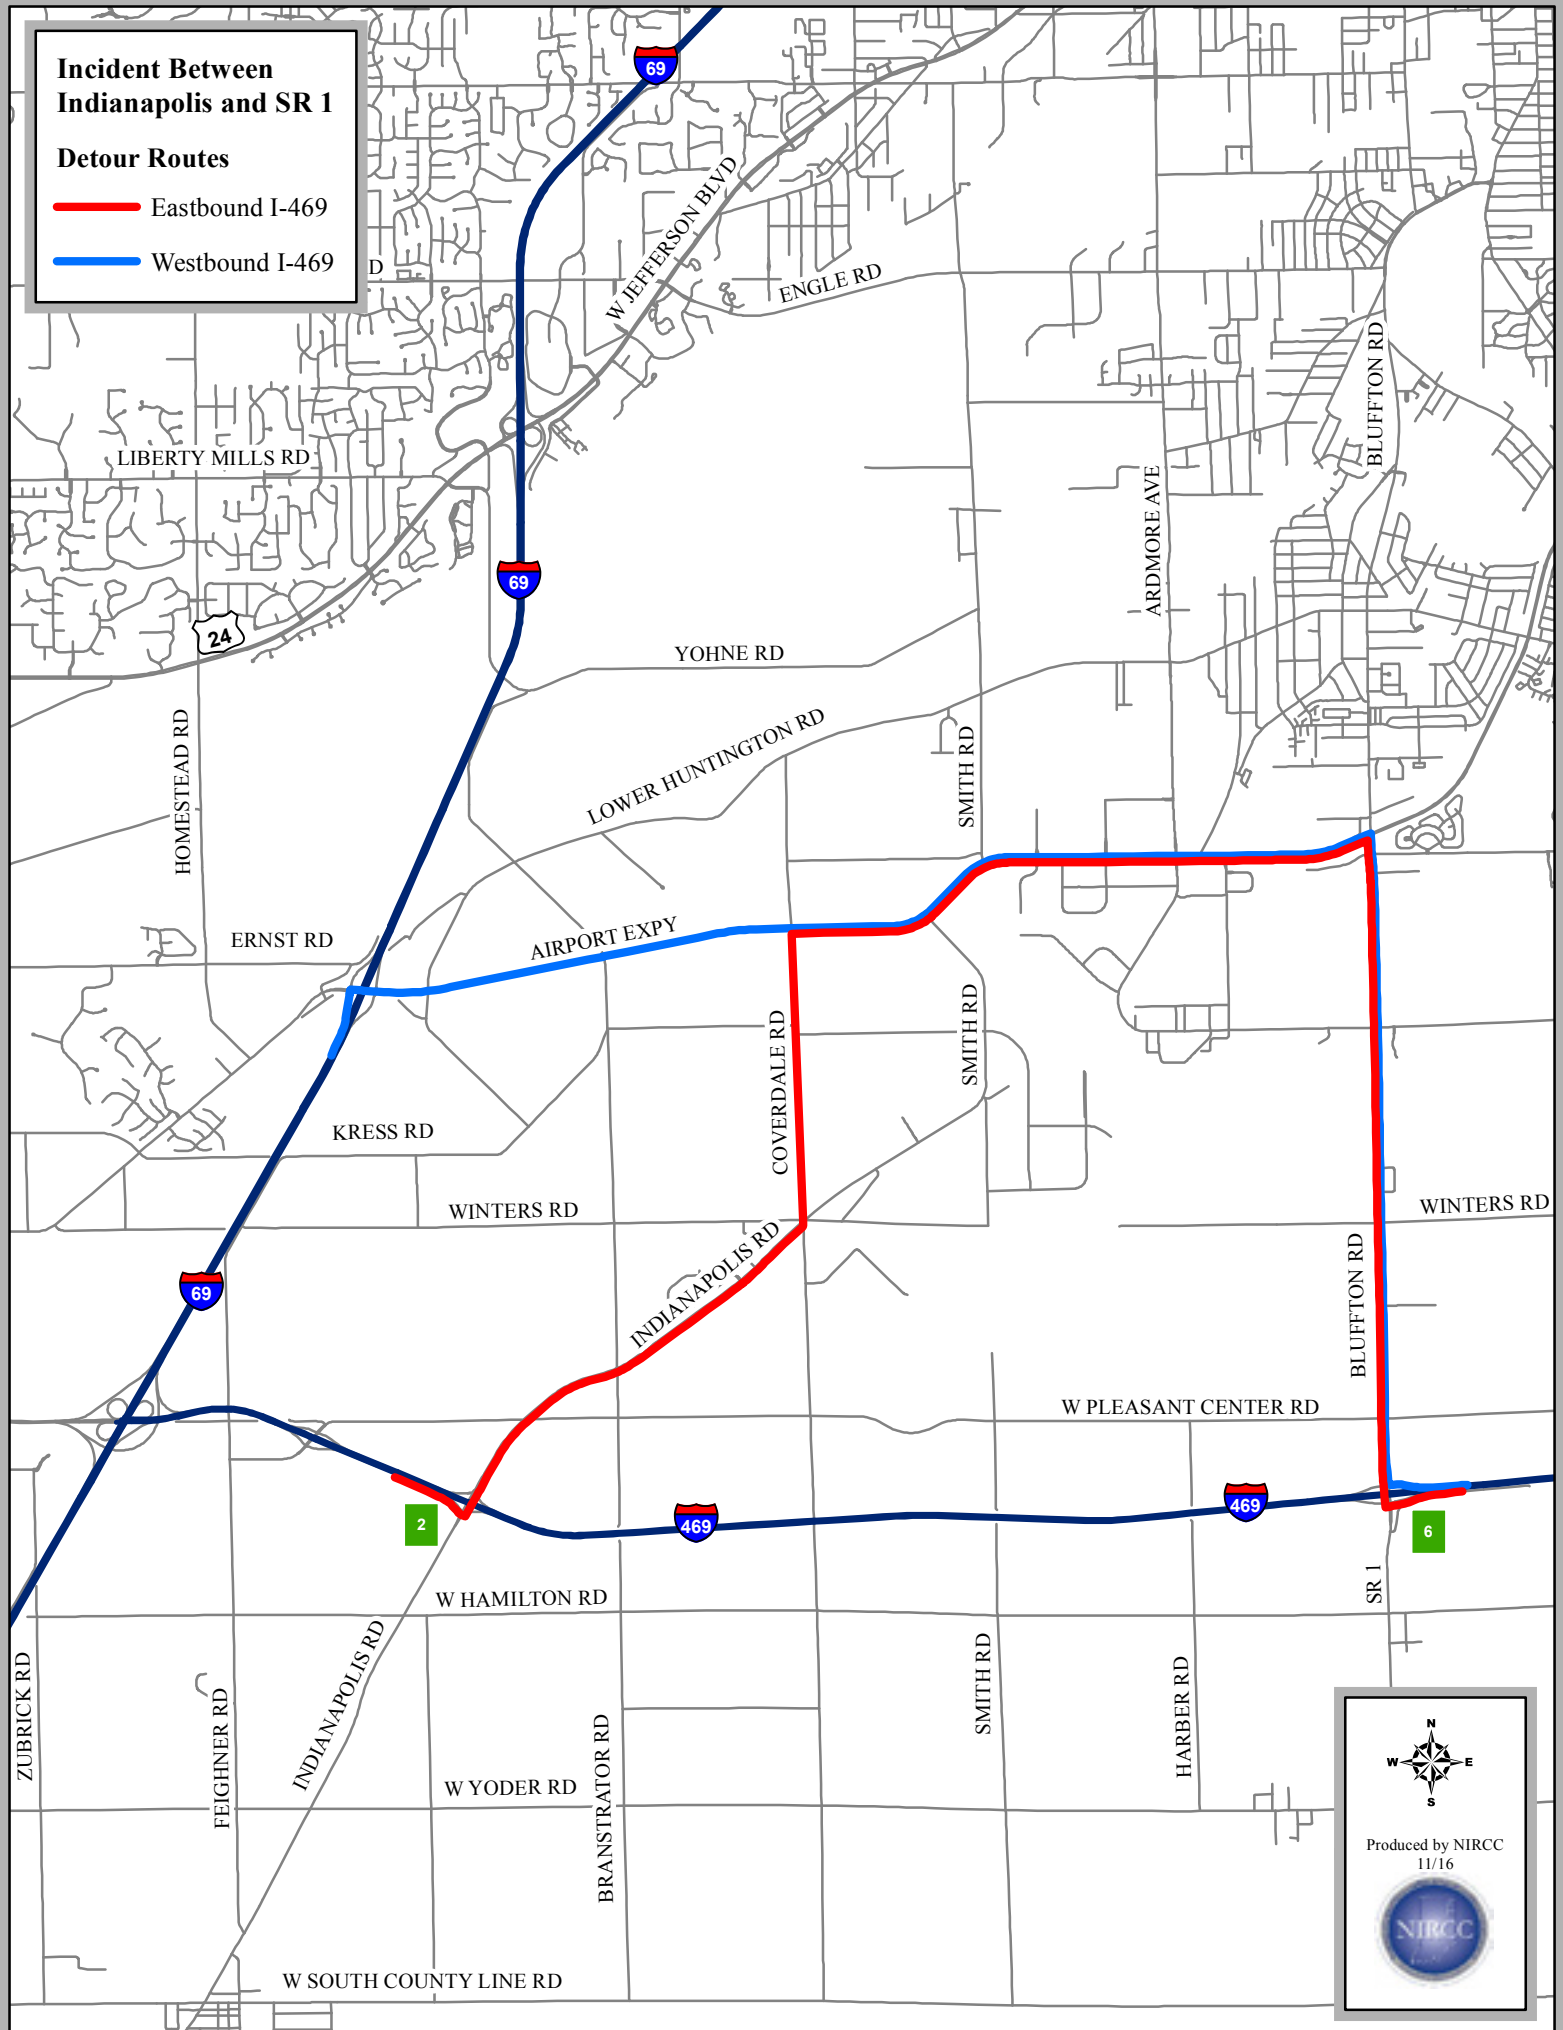 Incident Between
Indianapolis and SR 1
Detour Routes
Eastbound I-469
Westbound I-469
D
69
W JEFFERSON BLVD
ENGLE RD
BLUFFTON RD
LIBERTY MILLS RD
ARDMORE AVE
69
24
YOHNE RD
HOMESTEAD RD
LOWER HUNTINGTON RD
SMITH RD
ERNST RD
AIRPORT EXPY
COVERDALE RD
SMITH RD
KRESS RD
WINTERS RD
WINTERS RD
INDIANAPOLIS RD
BLUFFTON RD
69
W PLEASANT CENTER RD
2
469
469
6
SR 1
W HAMILTON RD
ZUBRICK RD
FEIGHNER RD
INDIANAPOLIS RD
BRANSTRATOR RD
SMITH RD
HARBER RD
W YODER RD
W SOUTH COUNTY LINE RD
N
W E
S
Produced by NIRCC
11/16
NIRCC